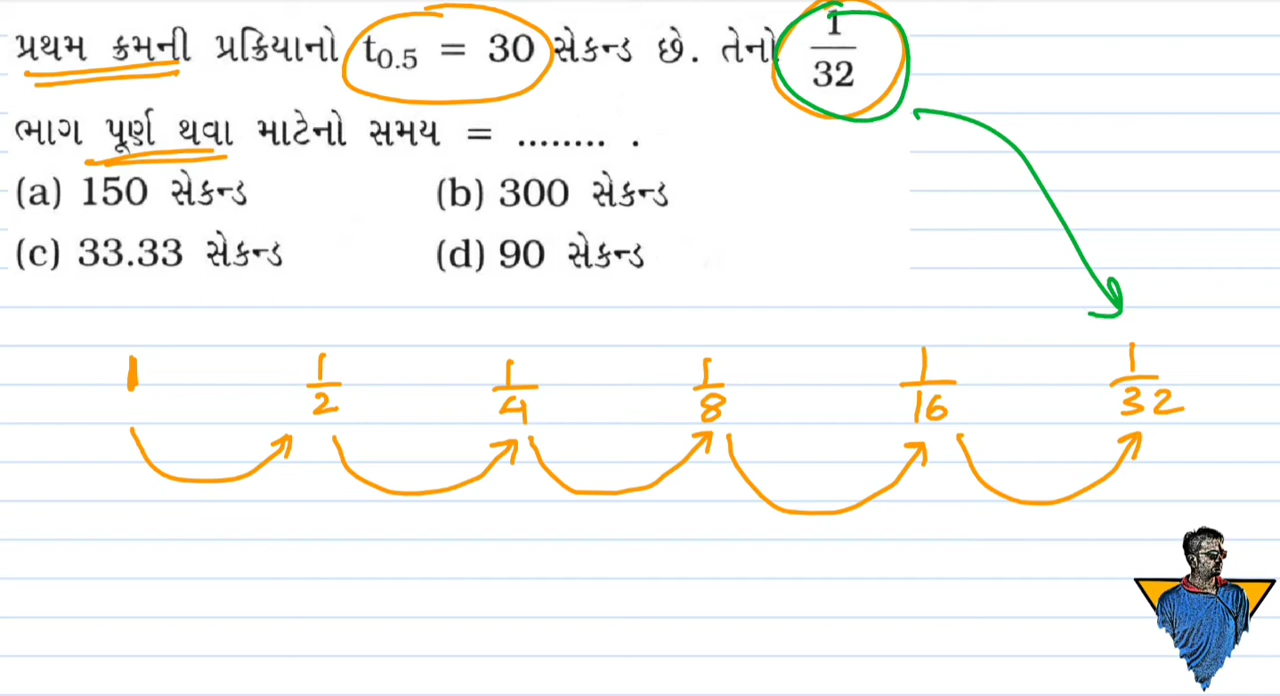 પ્રથમ ક્રમની પ્રક્રિયાનો t0.5 = 30 સેકન્ડ છે. તેનો 1/32
ભાગ પૂર્ણ થવા માટેનો સમય = ........ .
(a) 150 સેકન્ડ (b) 300 સેકન્ડ
(c) 33.33 સેકન્ડ (d) 90 સેકન્ડ
1 1/2 1/4 1/8 1/16 1/32